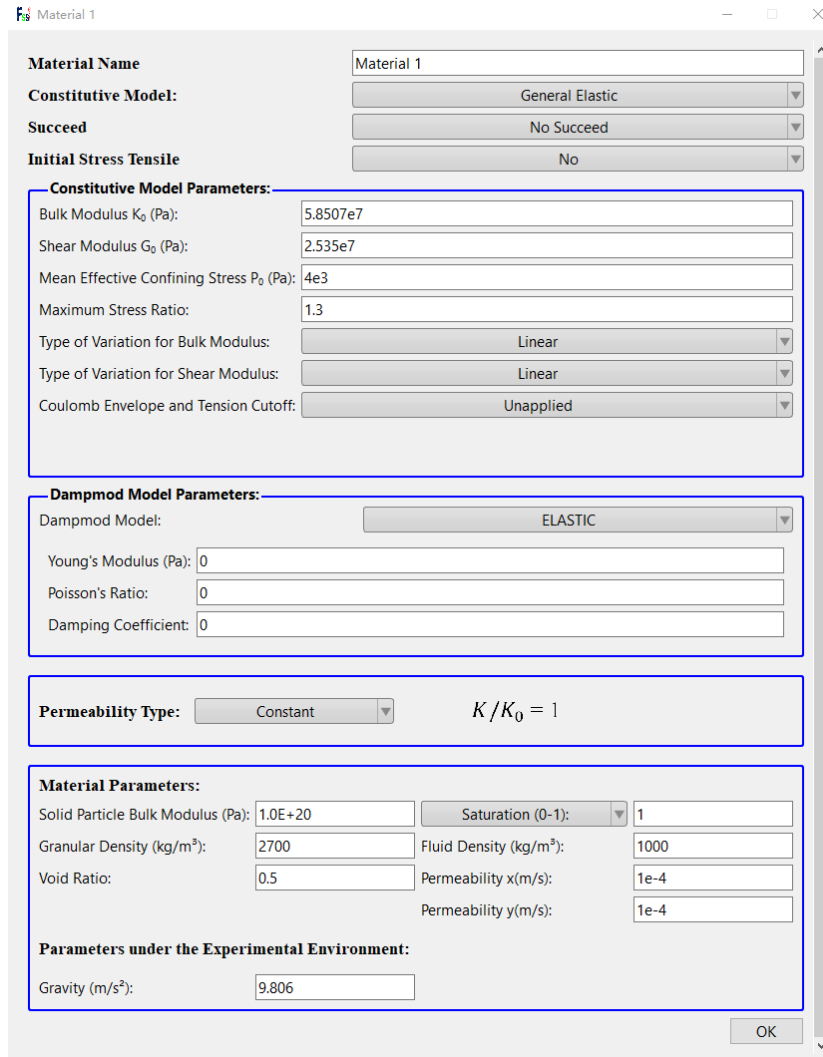 Fssi Material 1
Material Name Material 1
Constitutive Model: General Elastic
Succeed No Succeed
Initial Stress Tensile No
Constitutive Model Parameters:
Bulk Modulus K₀ (Pa): 5.8507e7
Shear Modulus G₀ (Pa): 2.535e7
Mean Effective Confining Stress P₀ (Pa): 4e3
Maximum Stress Ratio: 1.3
Type of Variation for Bulk Modulus: Linear
Type of Variation for Shear Modulus: Linear
Coulomb Envelope and Tension Cutoff: Unapplied
Dampmod Model Parameters:
Dampmod Model: ELASTIC
Young's Modulus (Pa): 0
Poisson's Ratio: 0
Damping Coefficient: 0
Permeability Type: Constant K/K₀ = 1
Material Parameters:
Solid Particle Bulk Modulus (Pa): 1.0E+20 Saturation (0-1): 1
Granular Density (kg/m³): 2700 Fluid Density (kg/m³): 1000
Void Ratio: 0.5 Permeability x(m/s): 1e-4
Permeability y(m/s): 1e-4
Parameters under the Experimental Environment:
Gravity (m/s²): 9.806
OK